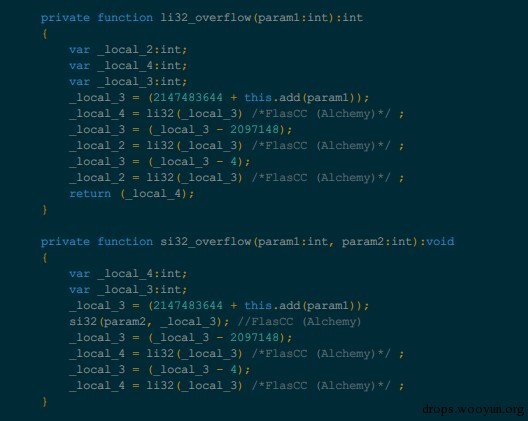 private function li32_overflow(param1:int):int
{
var _local_2:int;
var _local_4:int;
var _local_3:int;
_local_3 = (2147483644 + this.add(param1));
_local_4 = li32(_local_3) /*FlasCC (Alchemy)*/ ;
_local_3 = (_local_3 - 2097148);
_local_2 = li32(_local_3) /*FlasCC (Alchemy)*/ ;
_local_3 = (_local_3 - 4);
_local_2 = li32(_local_3) /*FlasCC (Alchemy)*/ ;
return (_local_4);
}
private function si32_overflow(param1:int, param2:int):void
{
var _local_4:int;
var _local_3:int;
_local_3 = (2147483644 + this.add(param1));
si32(param2, _local_3); //FlasCC (Alchemy)
_local_3 = (_local_3 - 2097148);
_local_4 = li32(_local_3) /*FlasCC (Alchemy)*/ ;
_local_3 = (_local_3 - 4);
_local_4 = li32(_local_3) /*FlasCC (Alchemy)*/ ;
}
drops.wooyun.org